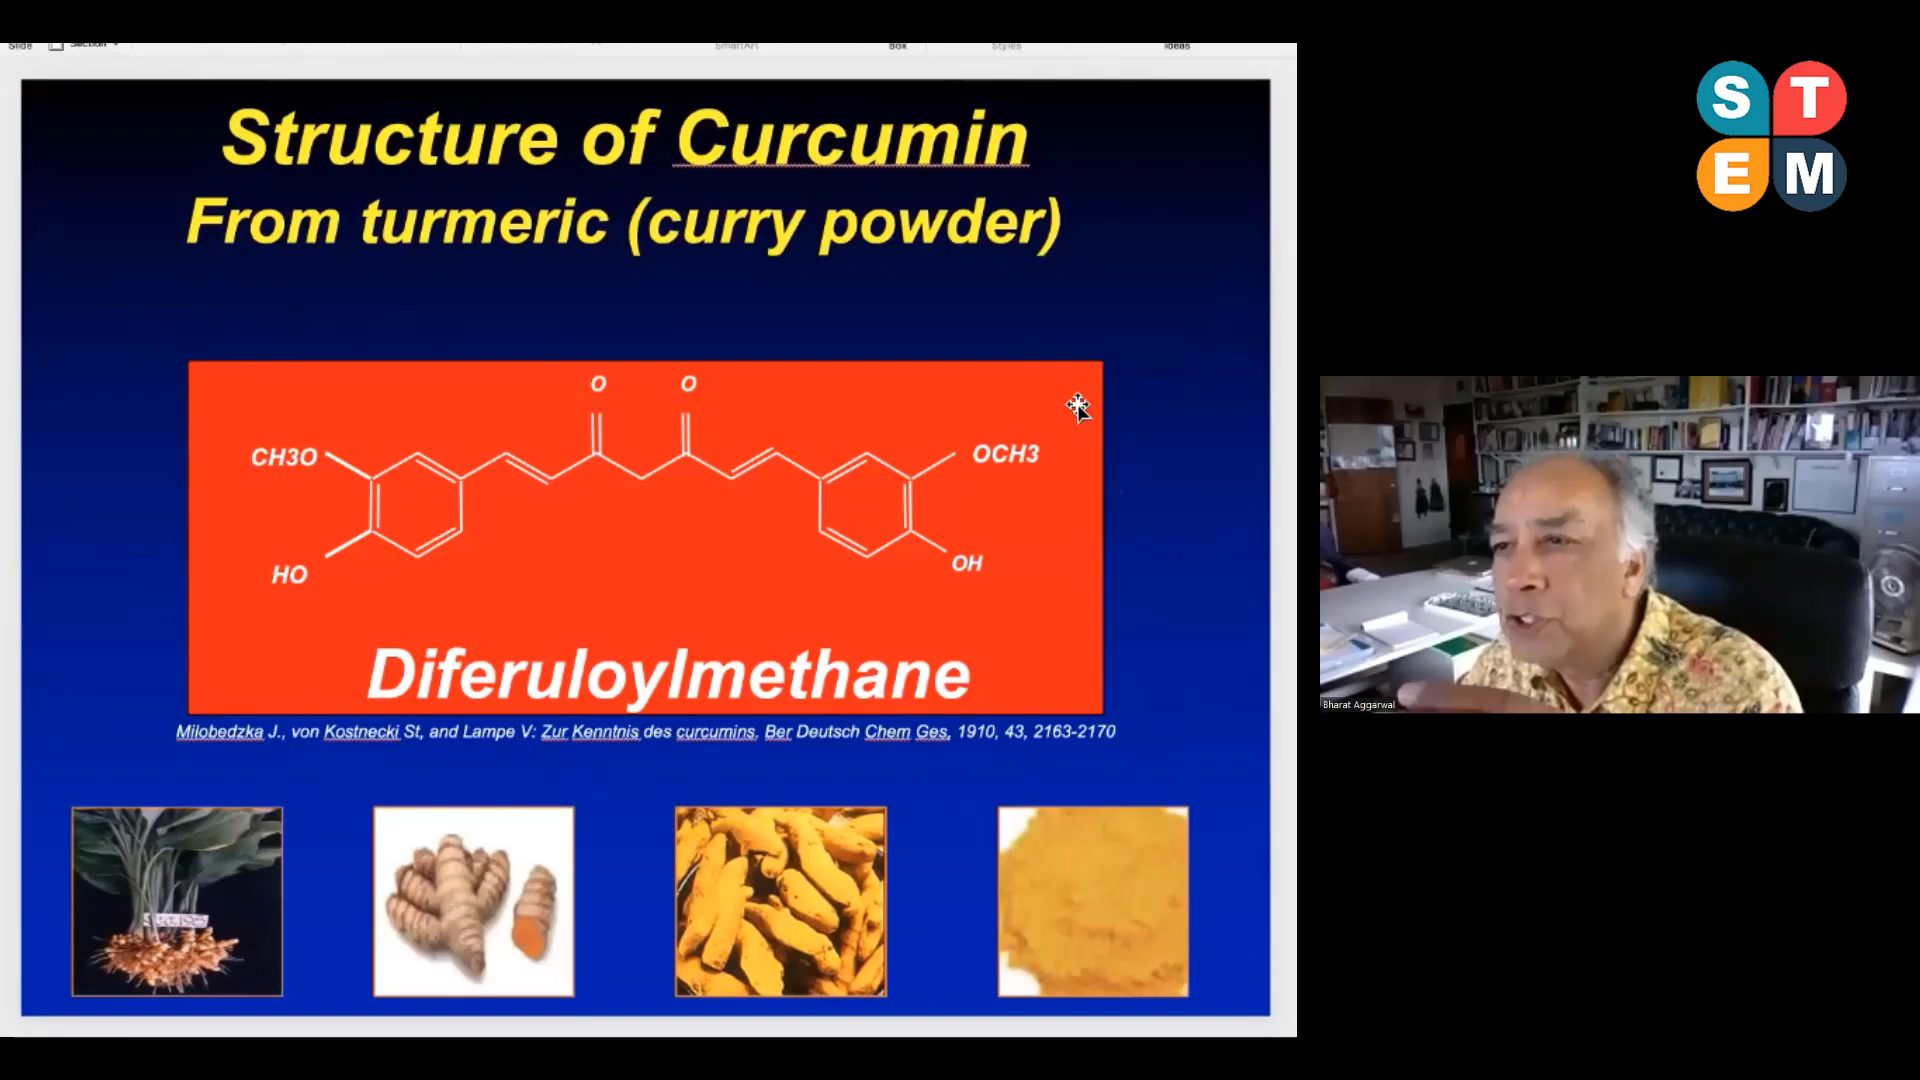 Slide Section SmartArt Box Styles Ideas
Structure of Curcumin
From turmeric (curry powder)
O O
CH3O OCH3
HO OH
Diferuloylmethane
Milobedzka J., von Kostnecki St, and Lampe V: Zur Kenntnis des curcumins, Ber Deutsch Chem Ges, 1910, 43, 2163-2170
S T
E M
Bharat Aggarwal